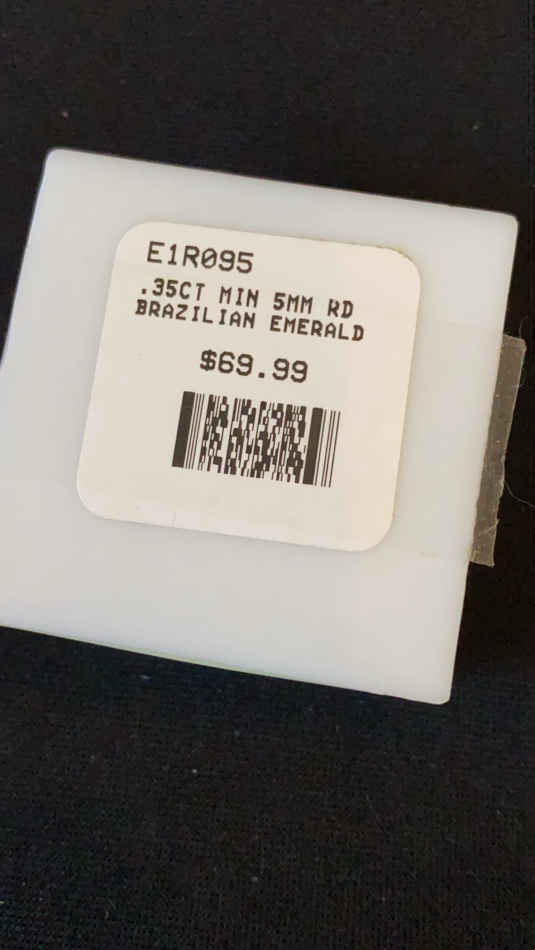 E1R095
.35CT MIN 5MM RD
BRAZILIAN EMERALD
$69.99